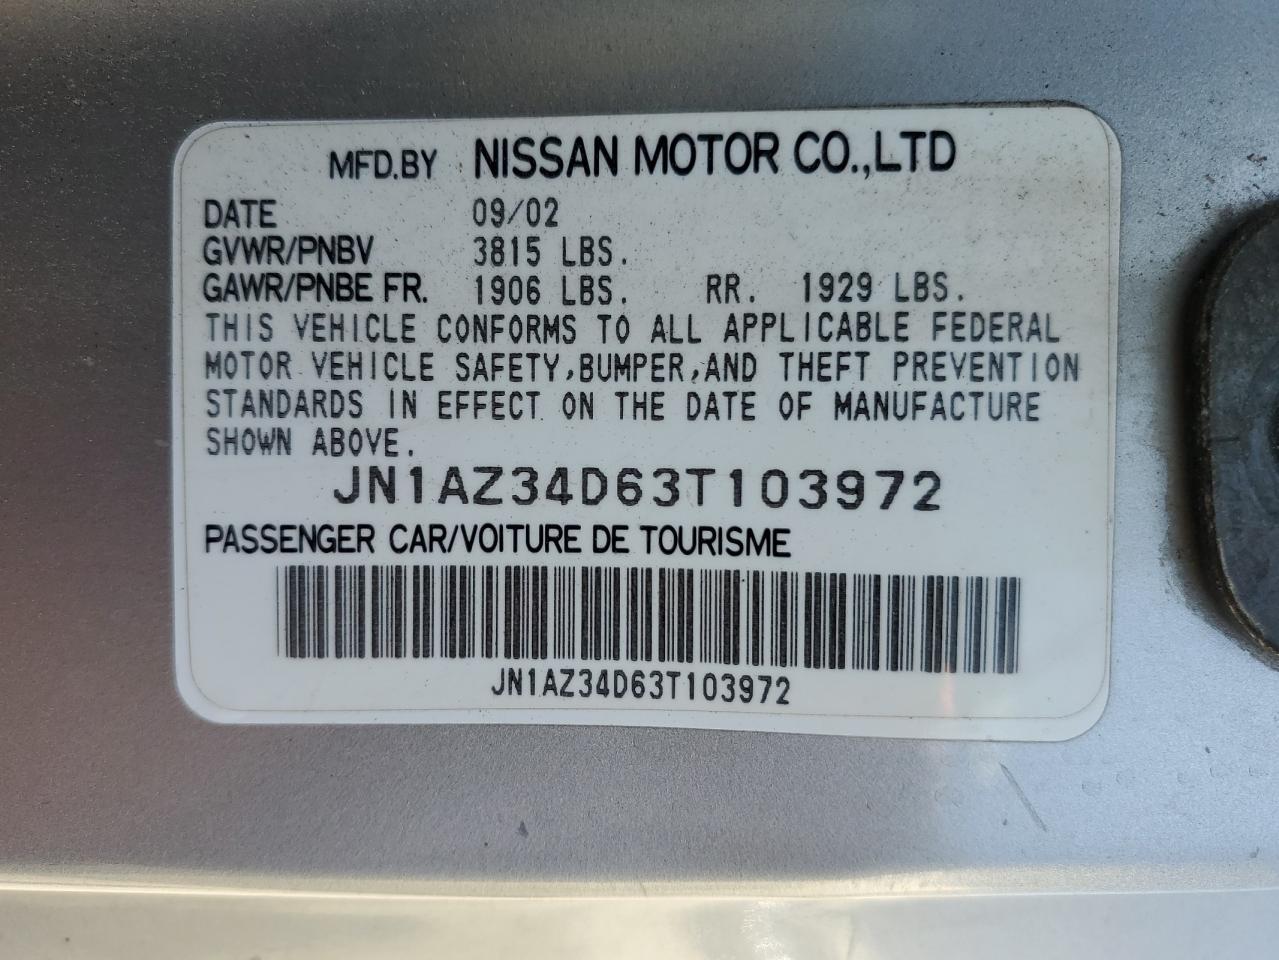 MFD.BY NISSAN MOTOR CO.,LTD
DATE 09/02
GVWR/PNBV 3815 LBS.
GAWR/PNBE FR. 1906 LBS. RR. 1929 LBS.
THIS VEHICLE CONFORMS TO ALL APPLICABLE FEDERAL
MOTOR VEHICLE SAFETY,BUMPER,AND THEFT PREVENTION
STANDARDS IN EFFECT ON THE DATE OF MANUFACTURE
SHOWN ABOVE.
JN1AZ34D63T103972
PASSENGER CAR/VOITURE DE TOURISME
JN1AZ34D63T103972